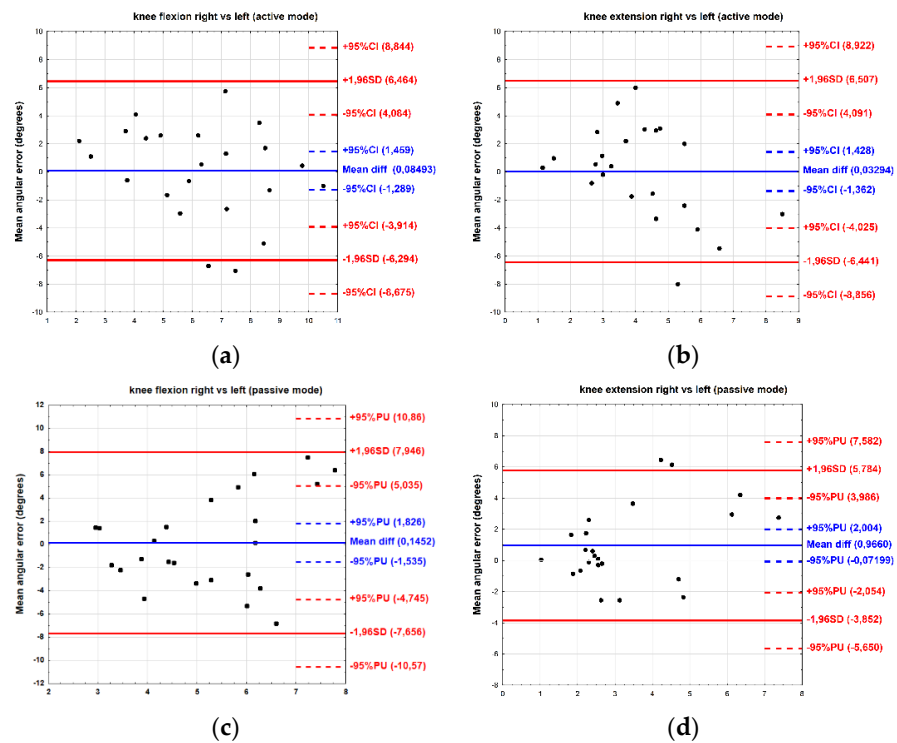 knee flexion right vs left (active mode)
Mean angular error (degrees)
10
8
6
4
2
0
-2
-4
-6
-8
-10
1 2 3 4 5 6 7 8 9 10 11
+95%CI (8,844)
+1,96SD (6,464)
-95%CI (4,084)
+95%CI (1,459)
Mean diff (0,08493)
-95%CI (-1,289)
+95%CI (-3,914)
-1,96SD (-6,294)
-95%CI (-8,675)
(a)
knee extension right vs left (active mode)
Mean angular error (degrees)
10
8
6
4
2
0
-2
-4
-6
-8
-10
0 1 2 3 4 5 6 7 8 9
+95%CI (8,922)
+1,96SD (6,507)
-95%CI (4,091)
+95%CI (1,428)
Mean diff (0,03294)
-95%CI (-1,362)
+95%CI (-4,025)
-1,96SD (-6,441)
-95%CI (-8,856)
(b)
knee flexion right vs left (passive mode)
Mean angular error (degrees)
12
10
8
6
4
2
0
-2
-4
-6
-8
-10
-12
2 3 4 5 6 7 8
+95%PU (10,86)
+1,96SD (7,946)
-95%PU (5,035)
+95%PU (1,826)
Mean diff (0,1452)
-95%PU (-1,535)
+95%PU (-4,745)
-1,96SD (-7,656)
-95%PU (-10,57)
(c)
knee extension right vs left (passive mode)
Mean angular error (degrees)
10
8
6
4
2
0
-2
-4
-6
-8
0 1 2 3 4 5 6 7 8
+95%PU (7,582)
+1,96SD (5,784)
-95%PU (3,986)
+95%PU (2,004)
Mean diff (0,9660)
-95%PU (-0,07199)
+95%PU (-2,054)
-1,96SD (-3,852)
-95%PU (-5,650)
(d)